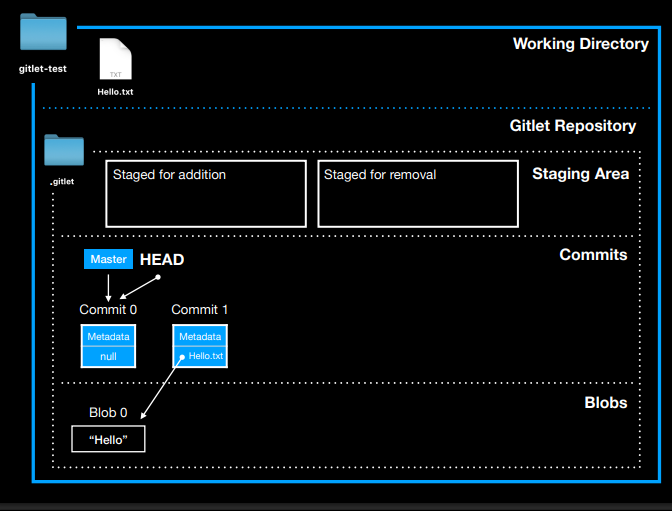 Working Directory
gitlet-test
TXT
Hello.txt
Gitlet Repository
.gitlet
Staged for addition
Staged for removal
Staging Area
Commits
Master
HEAD
Commit 0
Commit 1
Metadata
Metadata
null
Hello.txt
Blobs
Blob 0
“Hello”